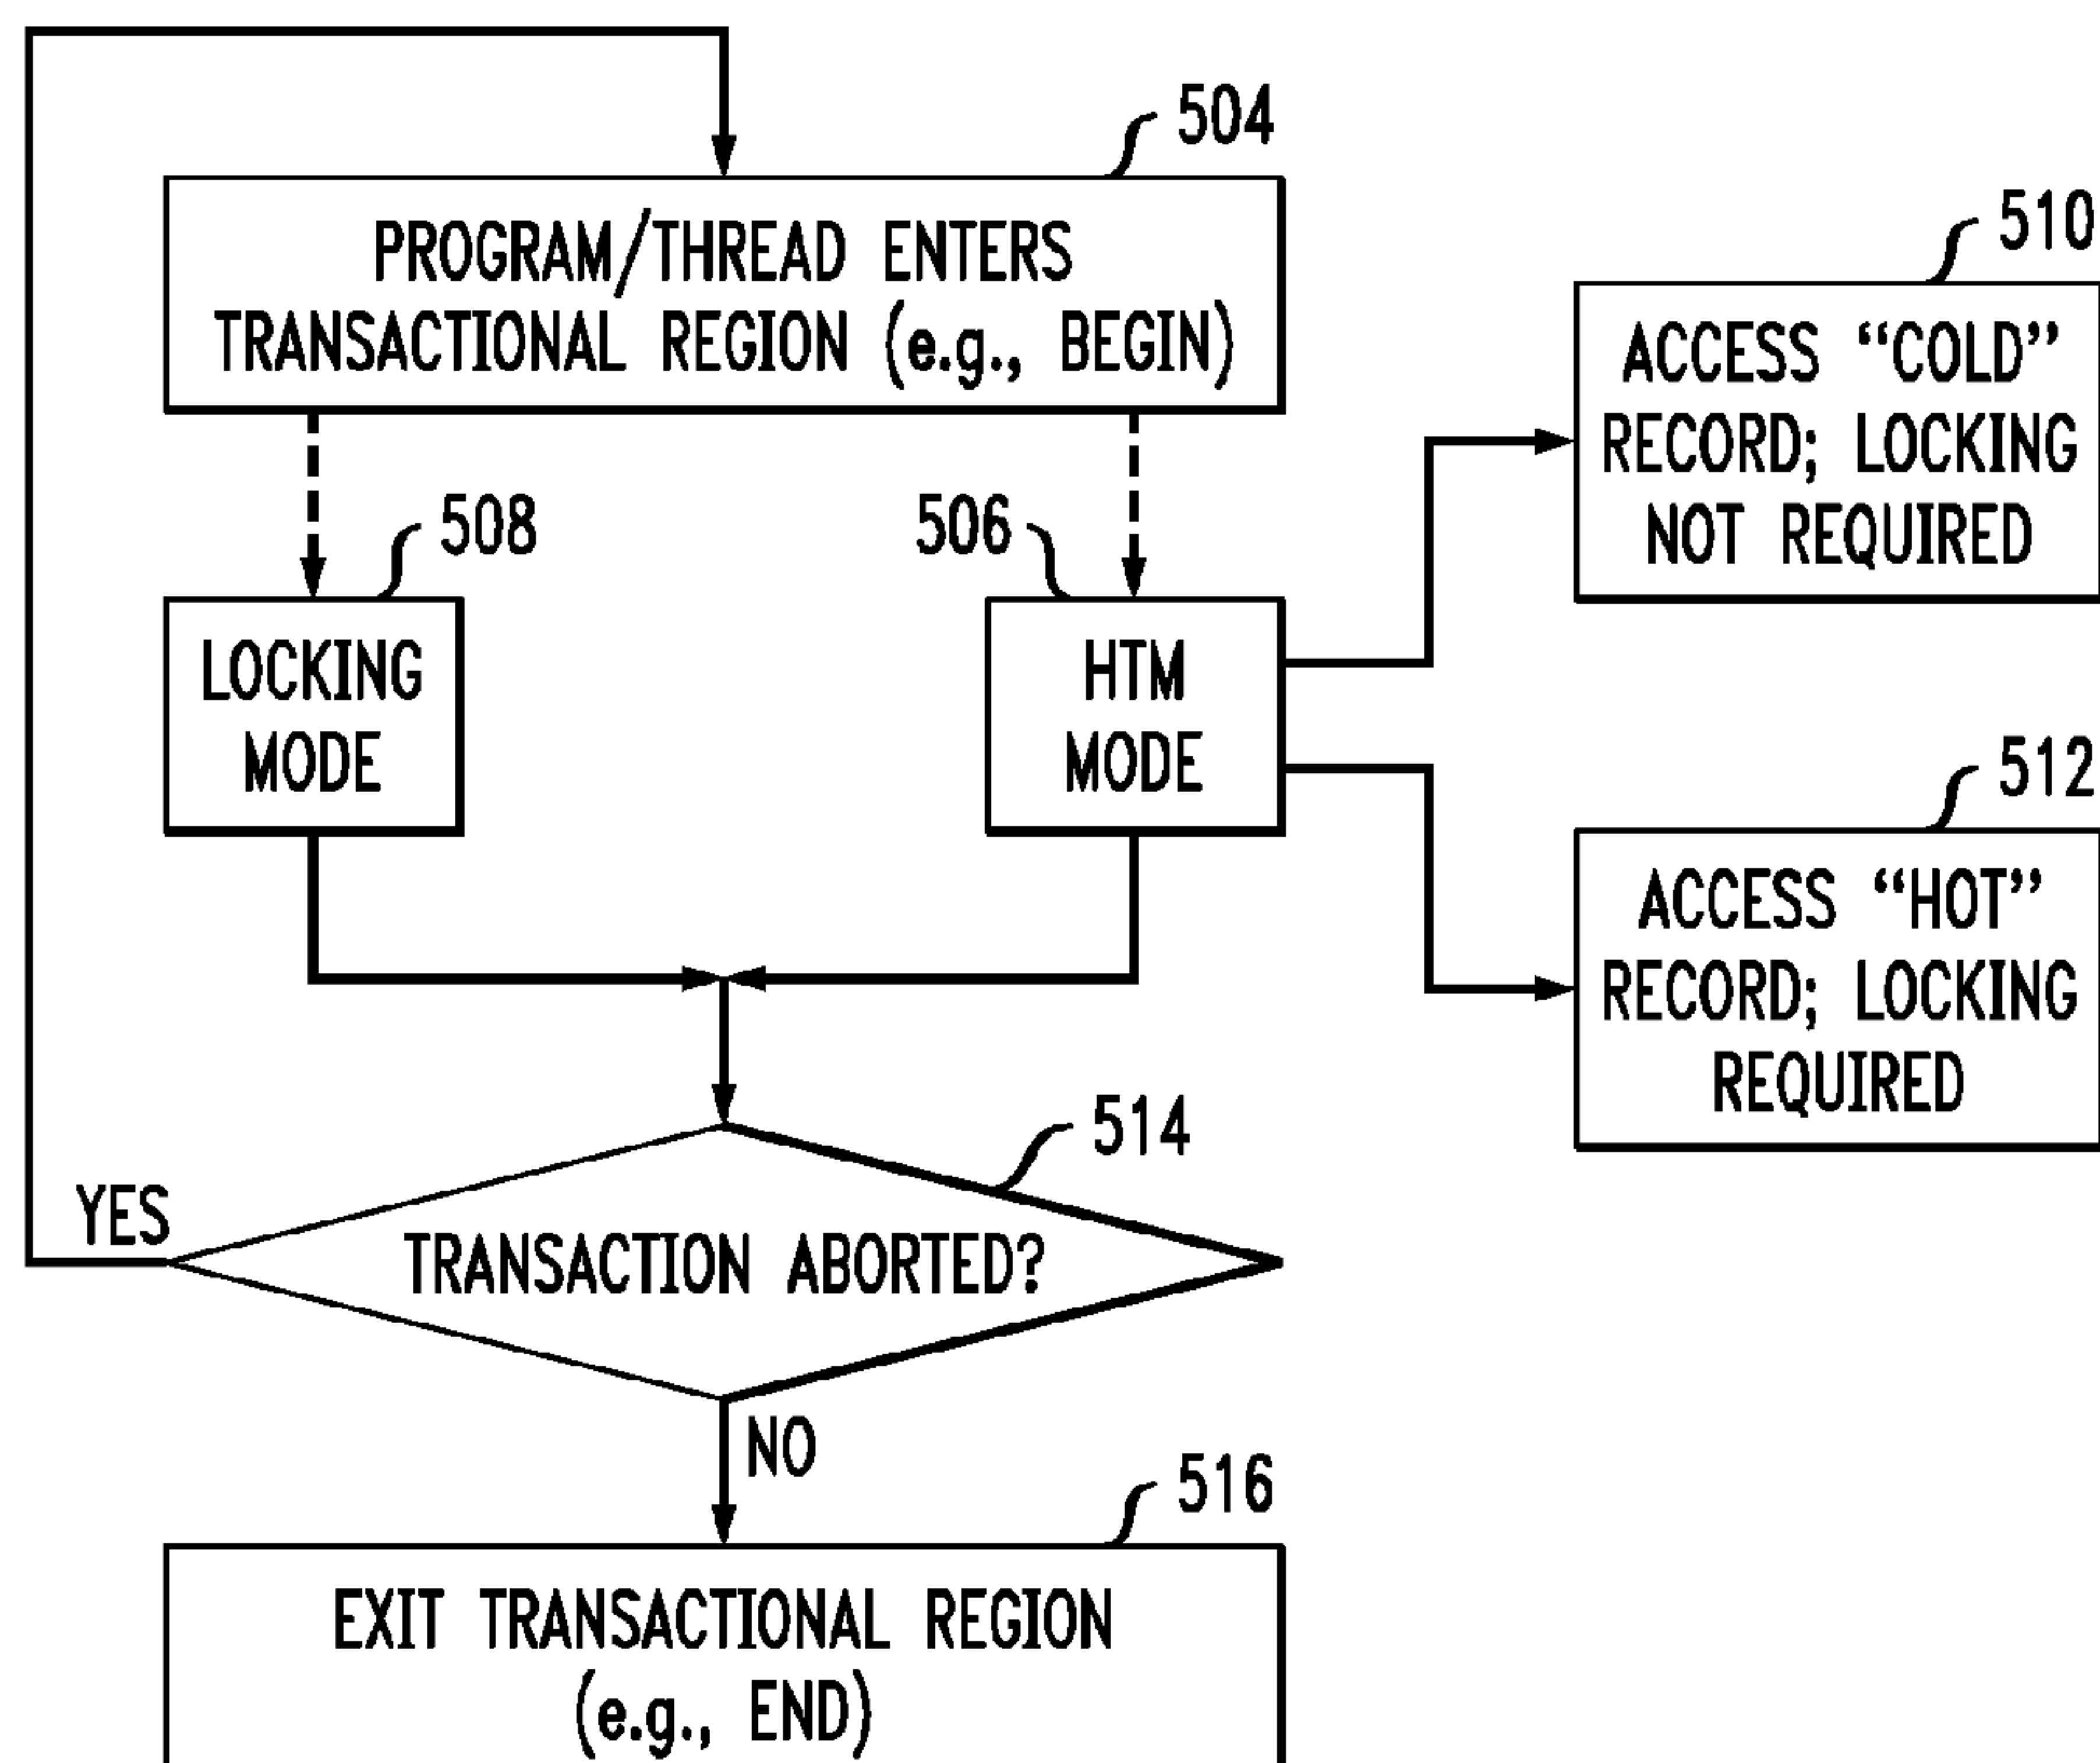 504
PROGRAM/THREAD ENTERS
TRANSACTIONAL REGION (e.g., BEGIN)
510
ACCESS “COLD”
RECORD; LOCKING
NOT REQUIRED
508
LOCKING
MODE
506
HTM
MODE
512
ACCESS “HOT”
RECORD; LOCKING
REQUIRED
514
TRANSACTION ABORTED?
YES
NO
516
EXIT TRANSACTIONAL REGION
(e.g., END)